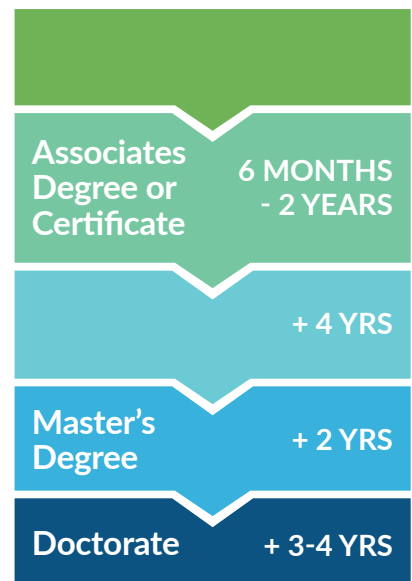 Associates
Degree or
Certificate
6 MONTHS
- 2 YEARS
+ 4 YRS
Master’s
Degree
+ 2 YRS
Doctorate
+ 3-4 YRS